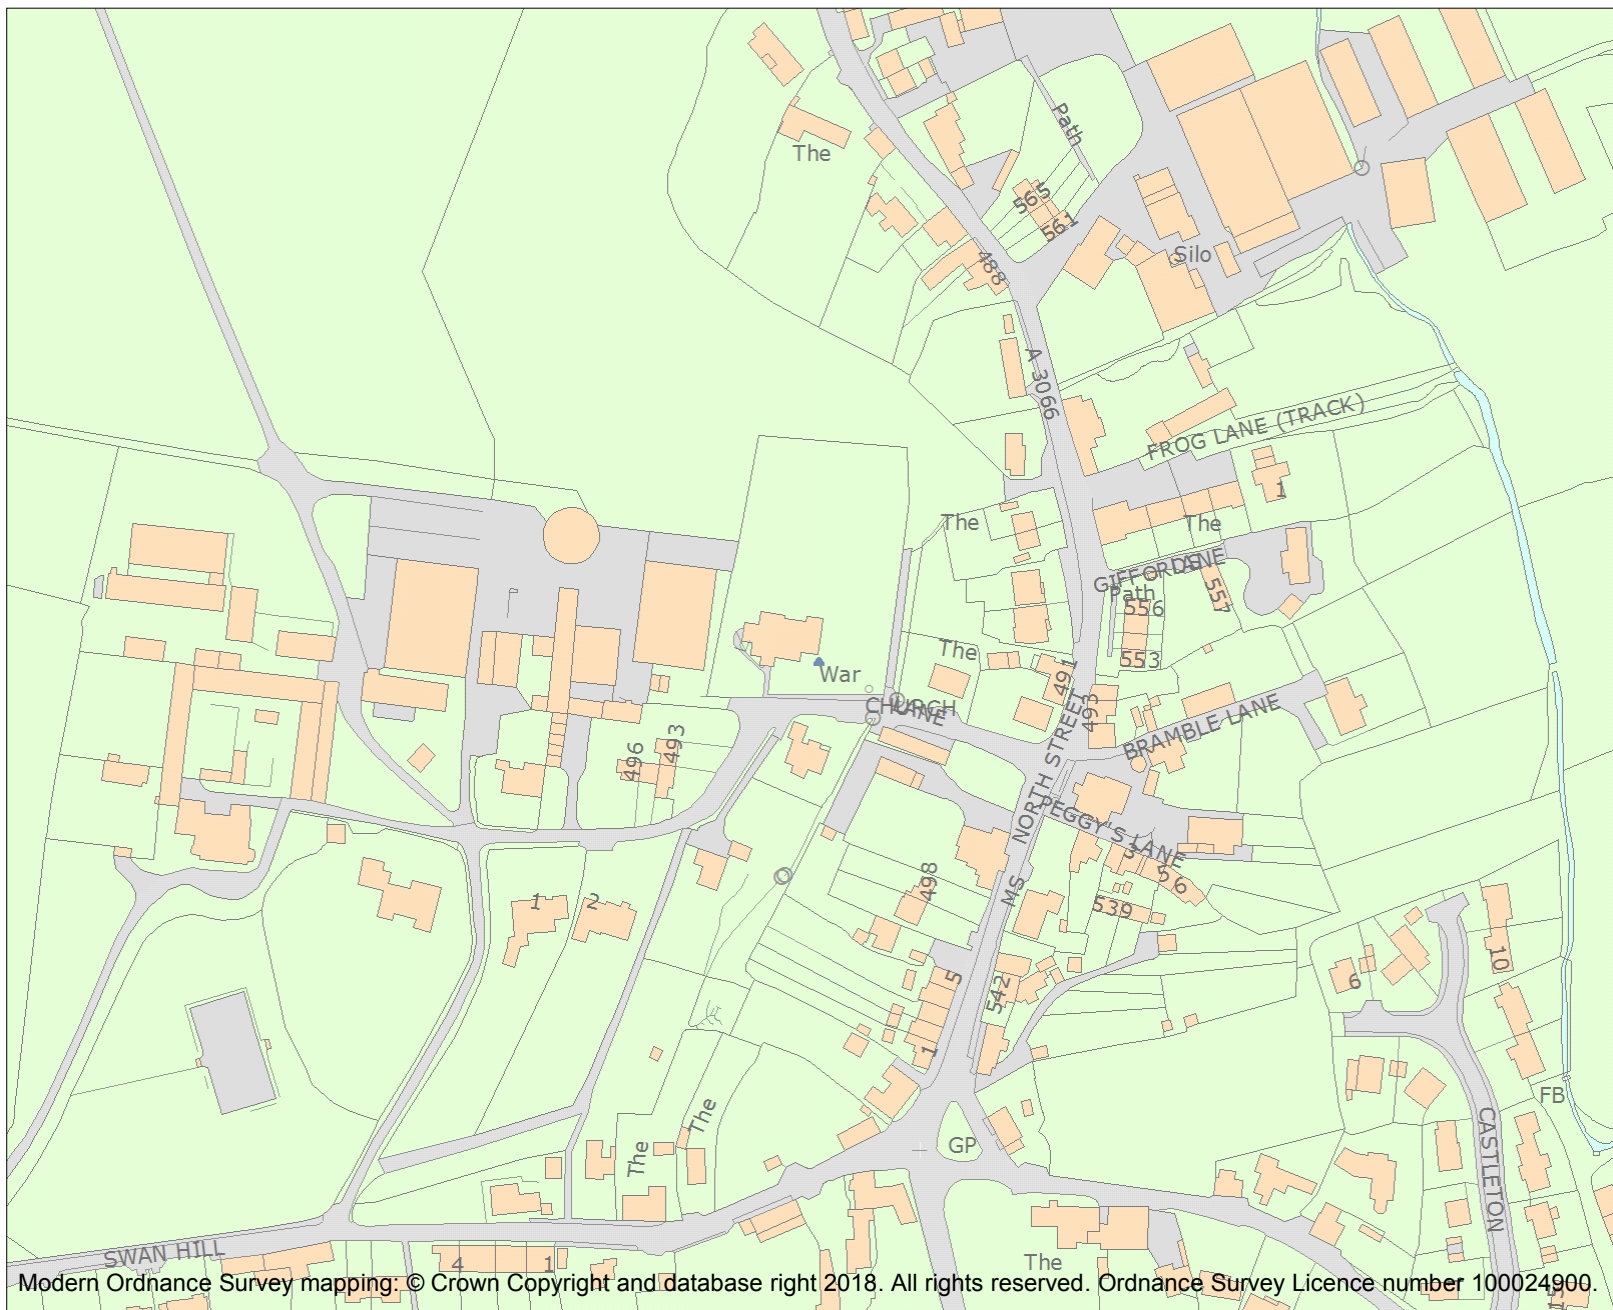 Path
The
565
561
Silo
488
A 3066
FROG LANE (TRACK)
1
The
The
GIFFORDS LANE
Path
557
556
553
The
491
War
CHURCH
LANE
493
NORTH STREET
BRAMBLE LANE
496
493
PEGGY'S LANE
3
5 6
498
MS
539
1
2
5
542
10
6
1
FB
The
The
GP
CASTLETON
SWAN HILL
4
1
The
Modern Ordnance Survey mapping: © Crown Copyright and database right 2018. All rights reserved. Ordnance Survey Licence number 100024900.